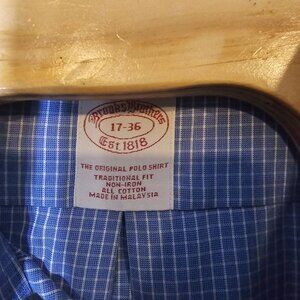 Brooks Brothers
17-36
Est. 1818
THE ORIGINAL POLO SHIRT
TRADITIONAL FIT
NON-IRON
ALL COTTON
MADE IN MALAYSIA